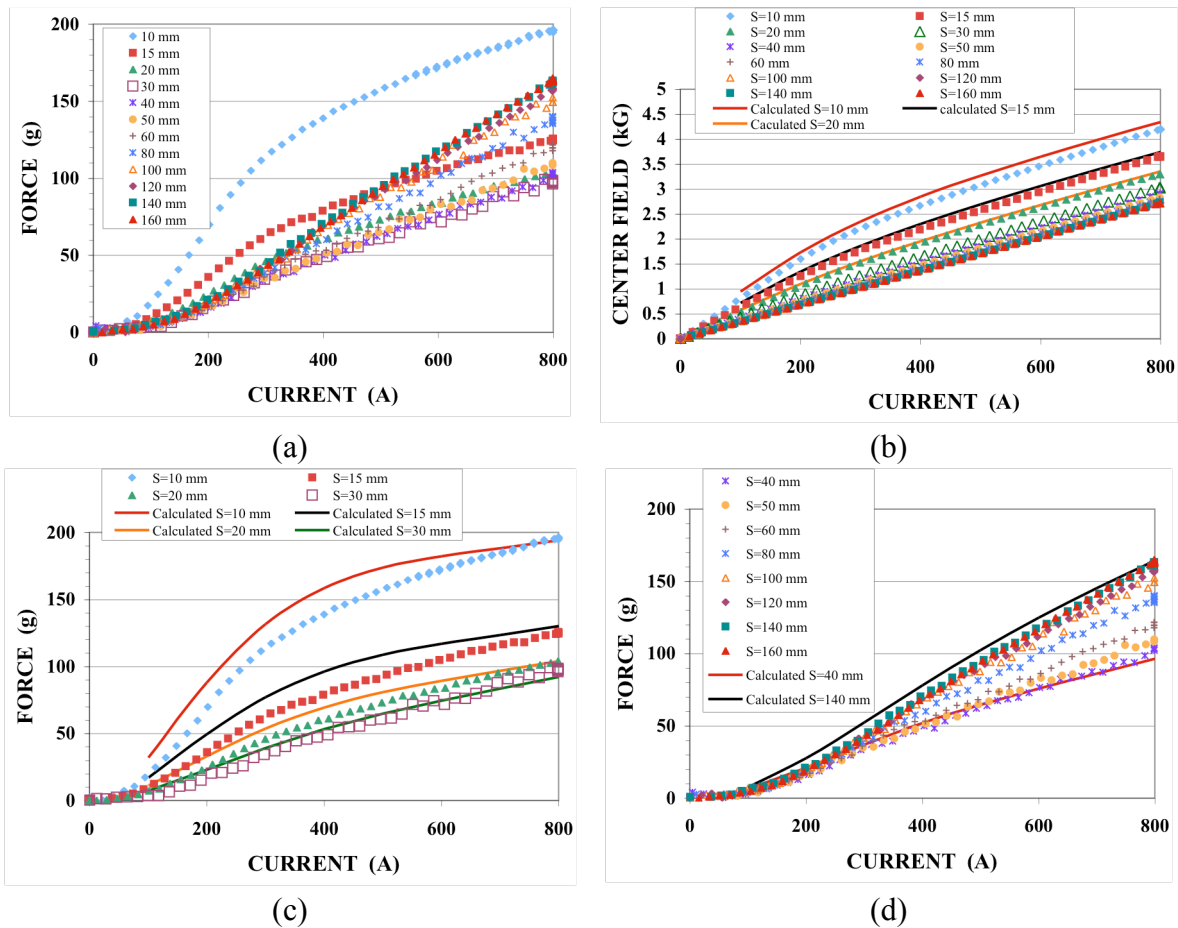 200
150
100
50
0
FORCE (g)
10 mm
15 mm
20 mm
30 mm
40 mm
50 mm
60 mm
80 mm
100 mm
120 mm
140 mm
160 mm
0 200 400 600 800
CURRENT (A)
(a)
S=10 mm S=15 mm
S=20 mm S=30 mm
S=40 mm S=50 mm
60 mm 80 mm
S=100 mm S=120 mm
S=140 mm S=160 mm
Calculated S=10 mm calculated S=15 mm
Caculated S=20 mm
5
4.5
4
3.5
3
2.5
2
1.5
1
0.5
0
CENTER FIELD (kG)
0 200 400 600 800
CURRENT (A)
(b)
S=10 mm S=15 mm
S=20 mm S=30 mm
Calculated S=10 mm Calculated S=15 mm
Calculated S=20 mm Calculated S=30 mm
200
150
100
50
0
FORCE (g)
0 200 400 600 800
CURRENT (A)
(c)
S=40 mm
S=50 mm
S=60 mm
S=80 mm
S=100 mm
S=120 mm
S=140 mm
S=160 mm
Calculated S=40 mm
Calculated S=140 mm
200
150
100
50
0
FORCE (g)
0 200 400 600 800
CURRENT (A)
(d)